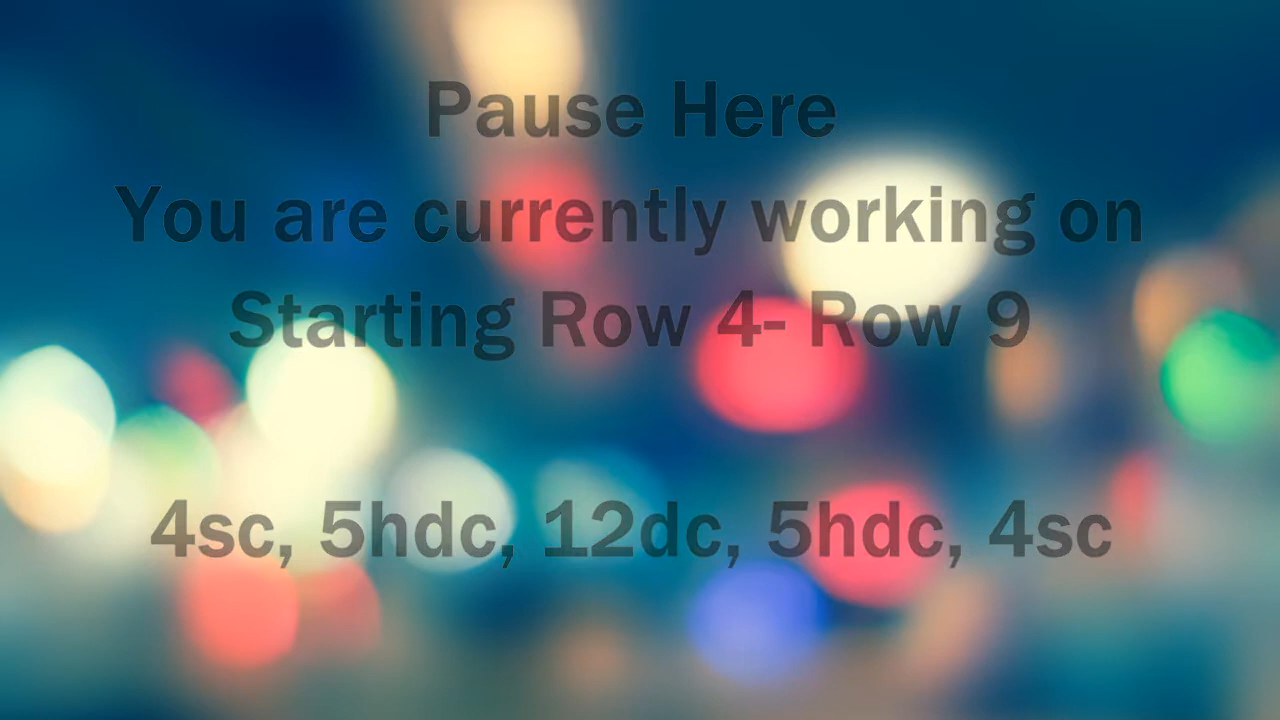 Pause Here
You are currently working on
Starting Row 4- Row 9
4sc, 5hdc, 12dc, 5hdc, 4sc